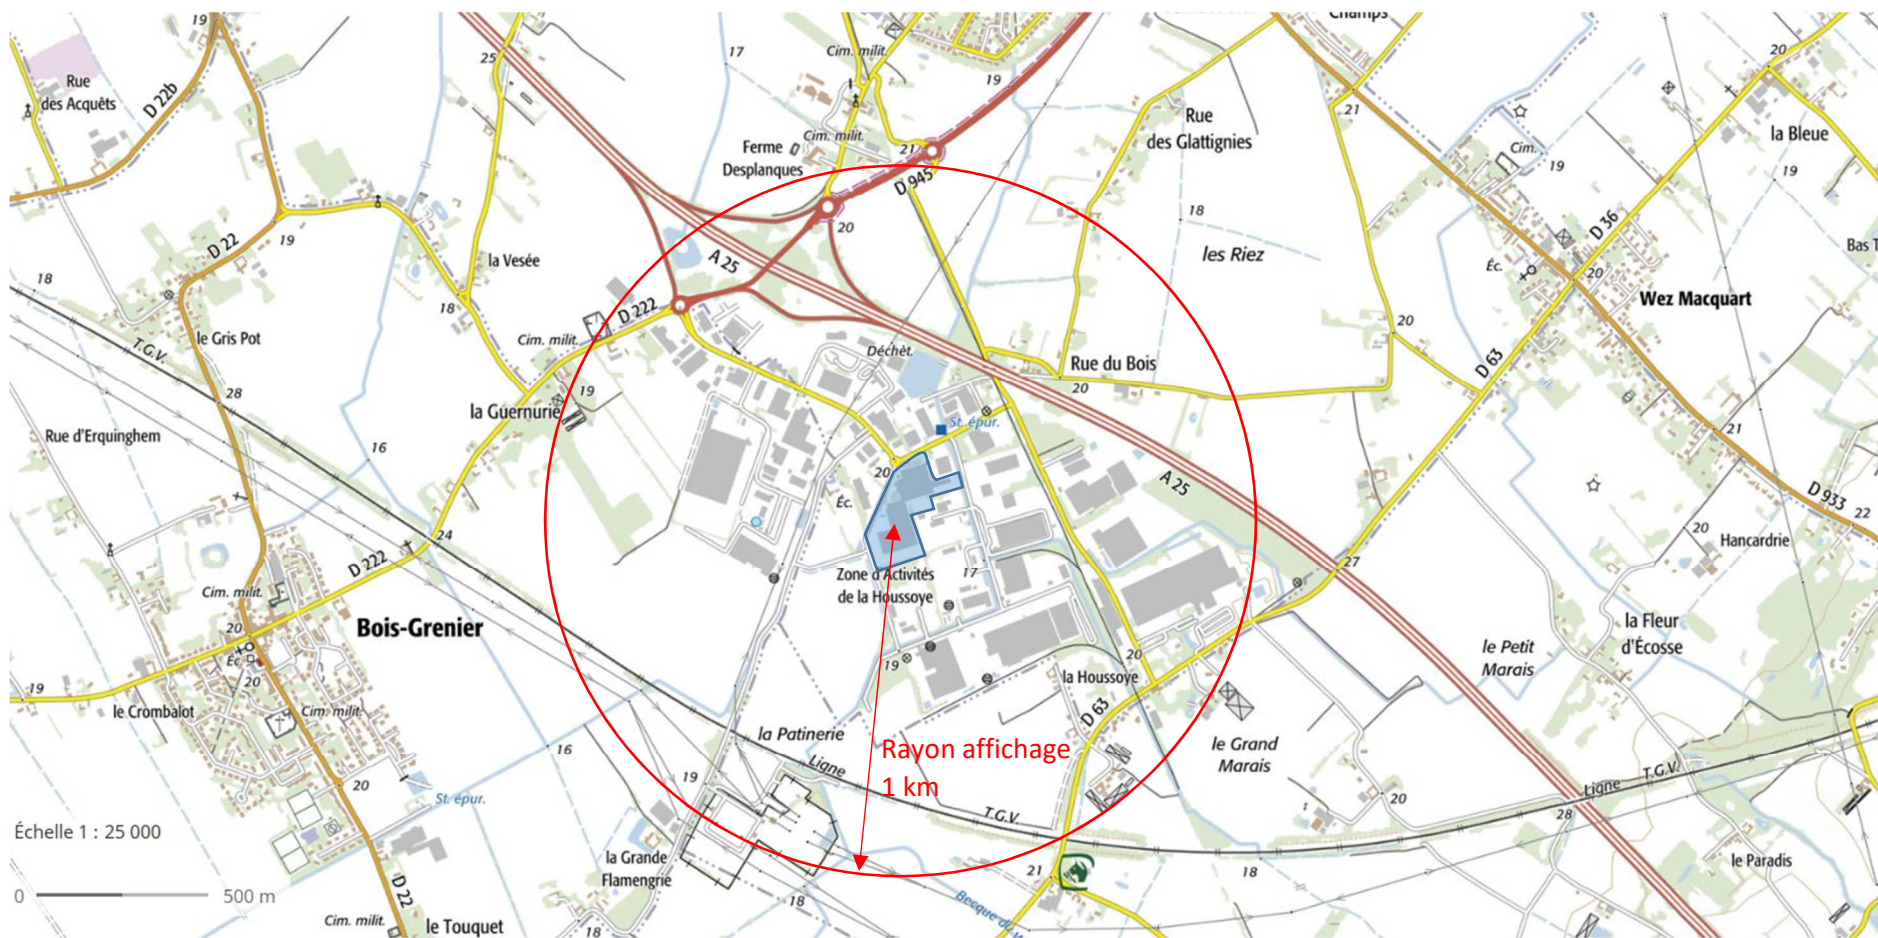 19
Cim. milit.
Champs
25
17
20
Rue
des Acquêts
D 22b
19
21
Rue
des Glattignies
la Bleue
Cim. milit.
Ferme
Desplanques
21
D 945
Cim.
19
19
18
D 22
19
20
D 36
la Vesée
A 25
les Riez
Éc.
20
Bas T
18
18
D 222
Wez Macquart
le Gris Pot
T.G.V.
Cim. milit.
Déchèt.
20
Rue du Bois
D 63
28
19
20
la Guernurie
St. épur.
Rue d'Erquinghem
16
20
21
A 25
Éc.
D 933
22
24
20
Hancardrie
D 222
Zone d'Activités
de la Houssoye
17
27
Cim. milit.
la Fleur
d'Écosse
20
Bois-Grenier
Éc.
20
19
20
le Petit
Marais
la Houssoye
19
le Crombalot
Cim. milit.
D 63
la Patinerie
Rayon affichage
1 km
le Grand
Marais
16
Ligne
T.G.V.
19
20
Ligne
T.G.V.
St. épur.
20
28
Échelle 1 : 25 000
la Grande
Flamengrie
21
18
le Paradis
0
500 m
D 22
18
Becque du
Cim. milit.
le Touquet
18